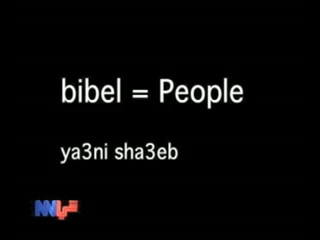 bibel = People
ya3ni sha3eb